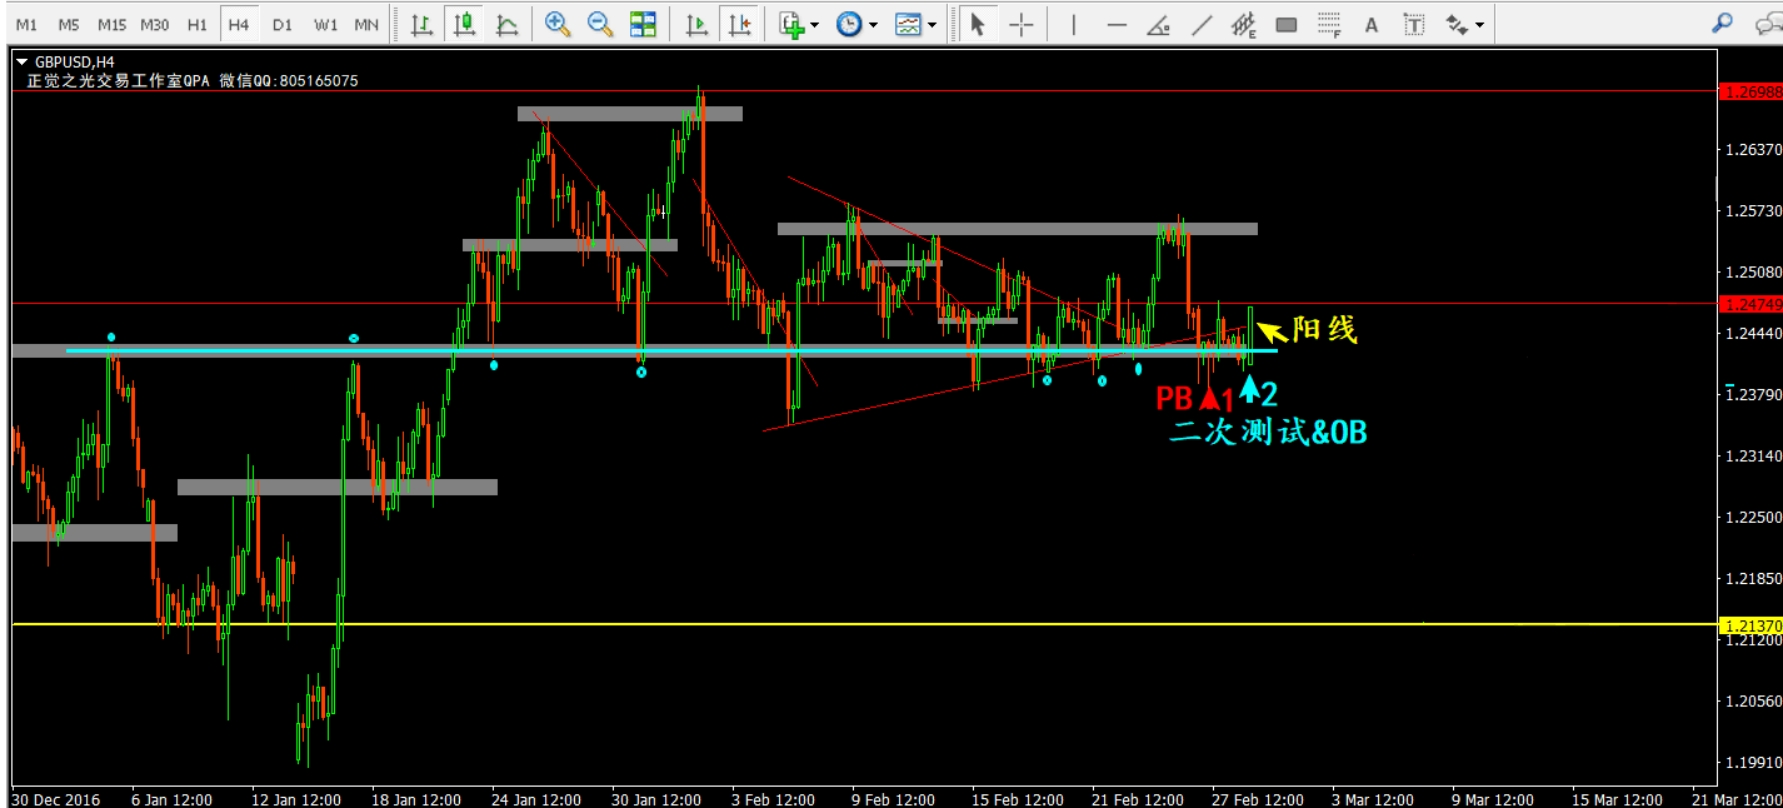 M1 M5 M15 M30 H1 H4 D1 W1 MN E F A T
GBPUSD,H4
正觉之光交易工作室QPA 微信QQ:805165075
1.26988
1.26370
1.25730
1.25080
1.24749
1.24440
阳线
1.23790
PB 1 2
二次测试&OB
1.23140
1.22500
1.21850
1.21370
1.21200
1.20560
1.19910
30 Dec 2016 6 Jan 12:00 12 Jan 12:00 18 Jan 12:00 24 Jan 12:00 30 Jan 12:00 3 Feb 12:00 9 Feb 12:00 15 Feb 12:00 21 Feb 12:00 27 Feb 12:00 3 Mar 12:00 9 Mar 12:00 15 Mar 12:00 21 Mar 12:00